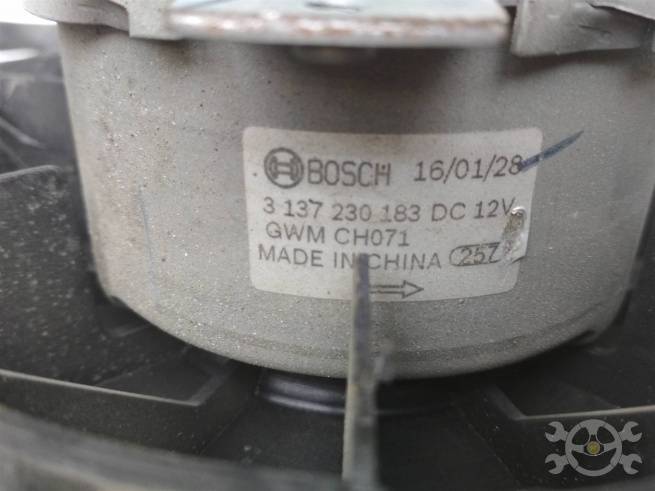 BOSCH 16/01/28
3 137 230 183 DC 12V
GWM CH071
MADE IN CHINA 257